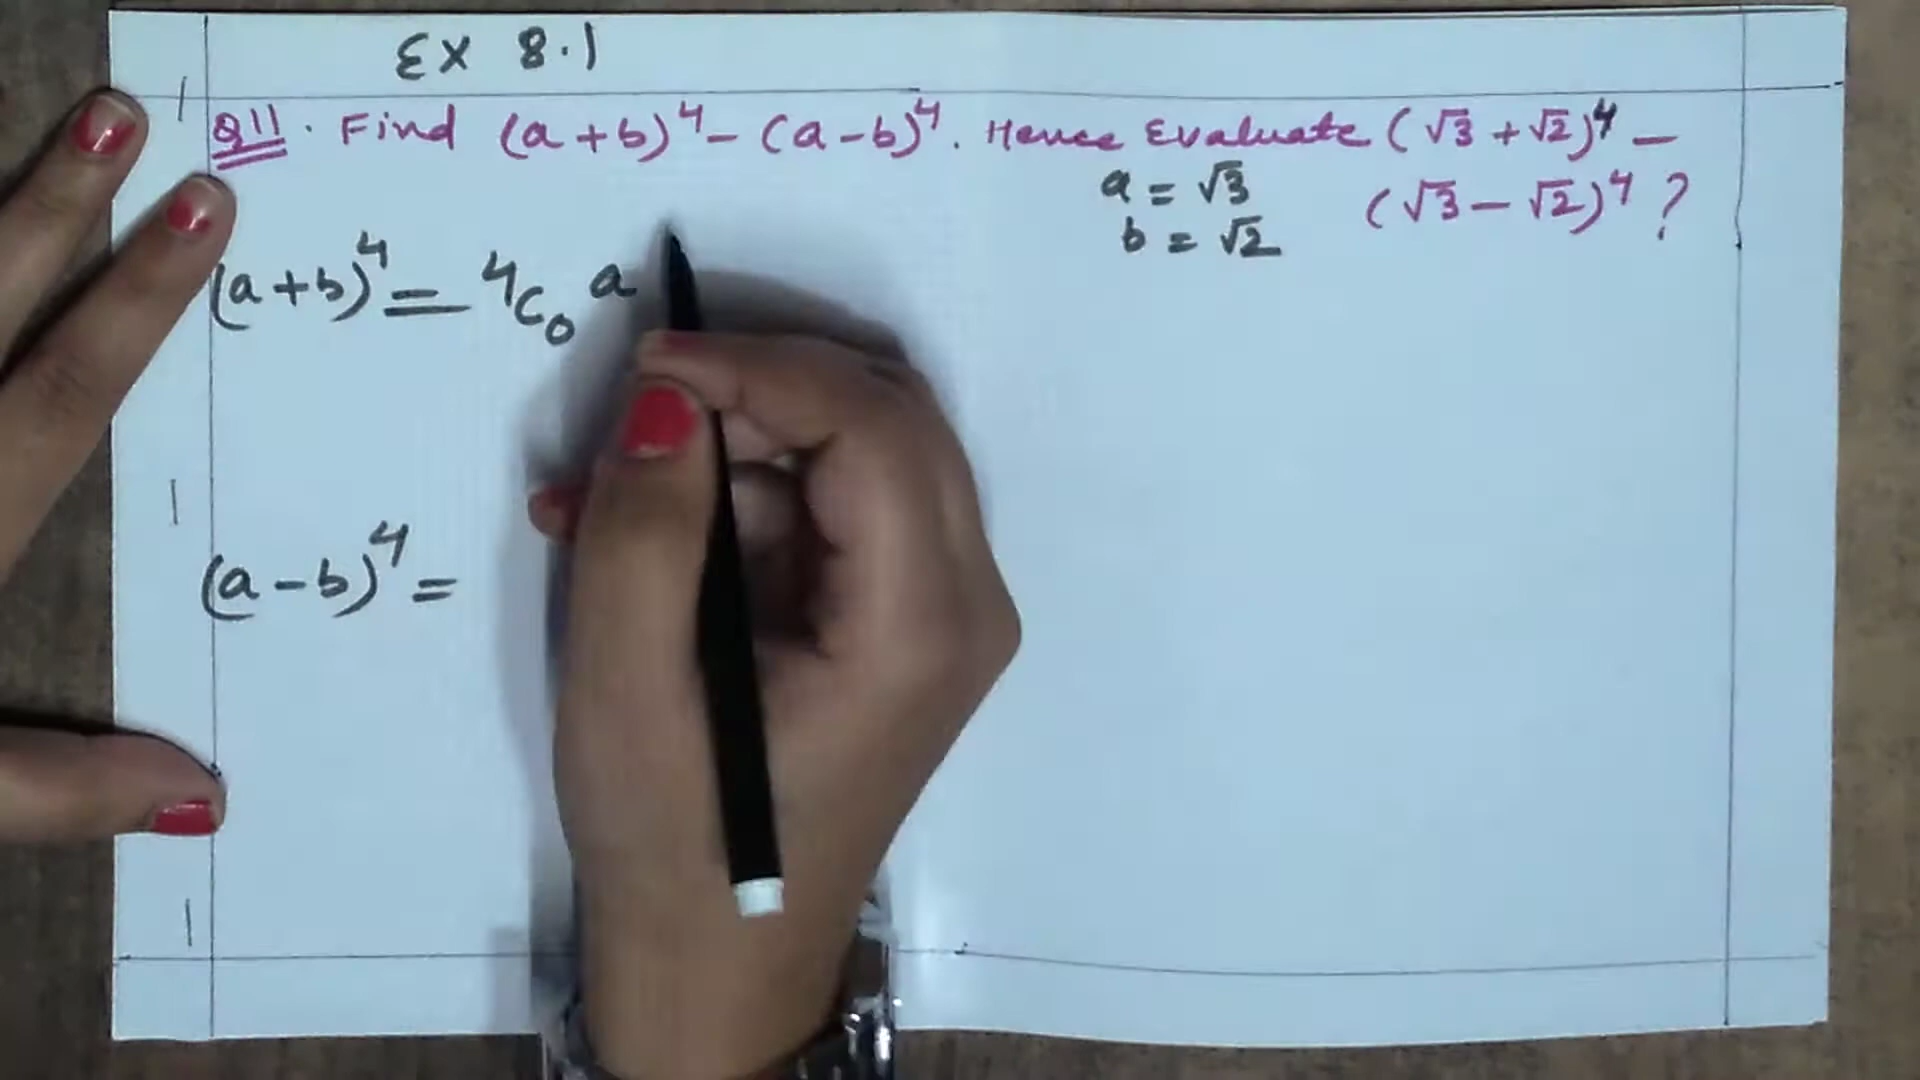 Ex 8.1
Q11. Find (a+b)⁴ - (a-b)⁴. Hence Evaluate (√3 + √2)⁴ -
(√3 - √2)⁴ ?
a = √3
b = √2
(a+b)⁴ = ⁴C₀ a
(a-b)⁴ =